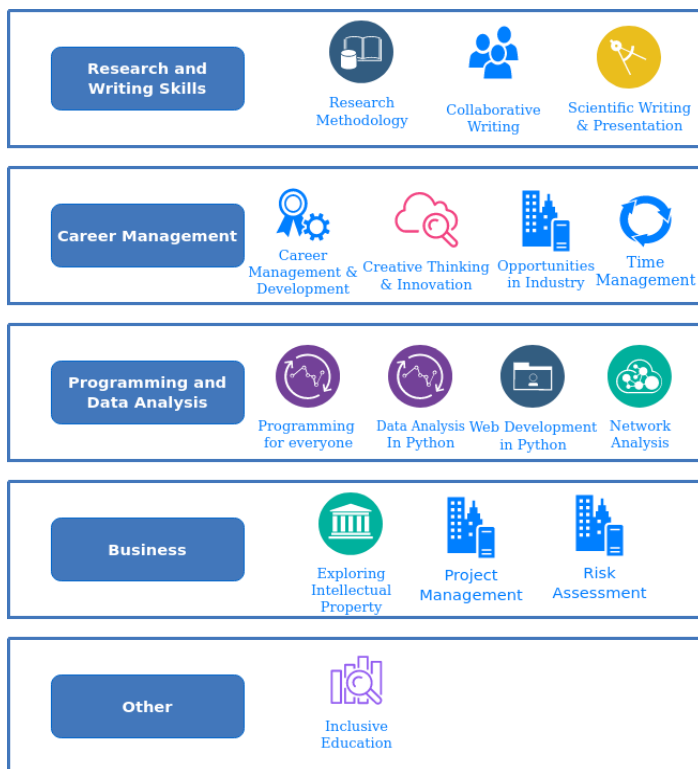 Research and
Writing Skills
Research
Methodology
Collaborative
Writing
Scientific Writing
& Presentation
Career Management
Career
Management &
Development
Creative Thinking
& Innovation
Opportunities
in Industry
Time
Management
Programming and
Data Analysis
Programming
for everyone
Data Analysis
In Python
Web Development
in Python
Network
Analysis
Business
Exploring
Intellectual
Property
Project
Management
Risk
Assessment
Other
Inclusive
Education